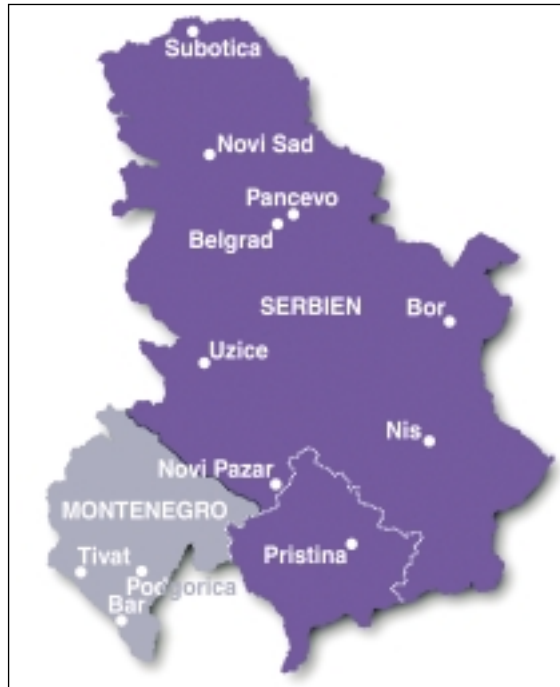 Subotica
Novi Sad
Pancevo
Belgrad
SERBIEN
Bor
Uzice
Nis
Novi Pazar
MONTENEGRO
Pristina
Tivat
Podgorica
Bar